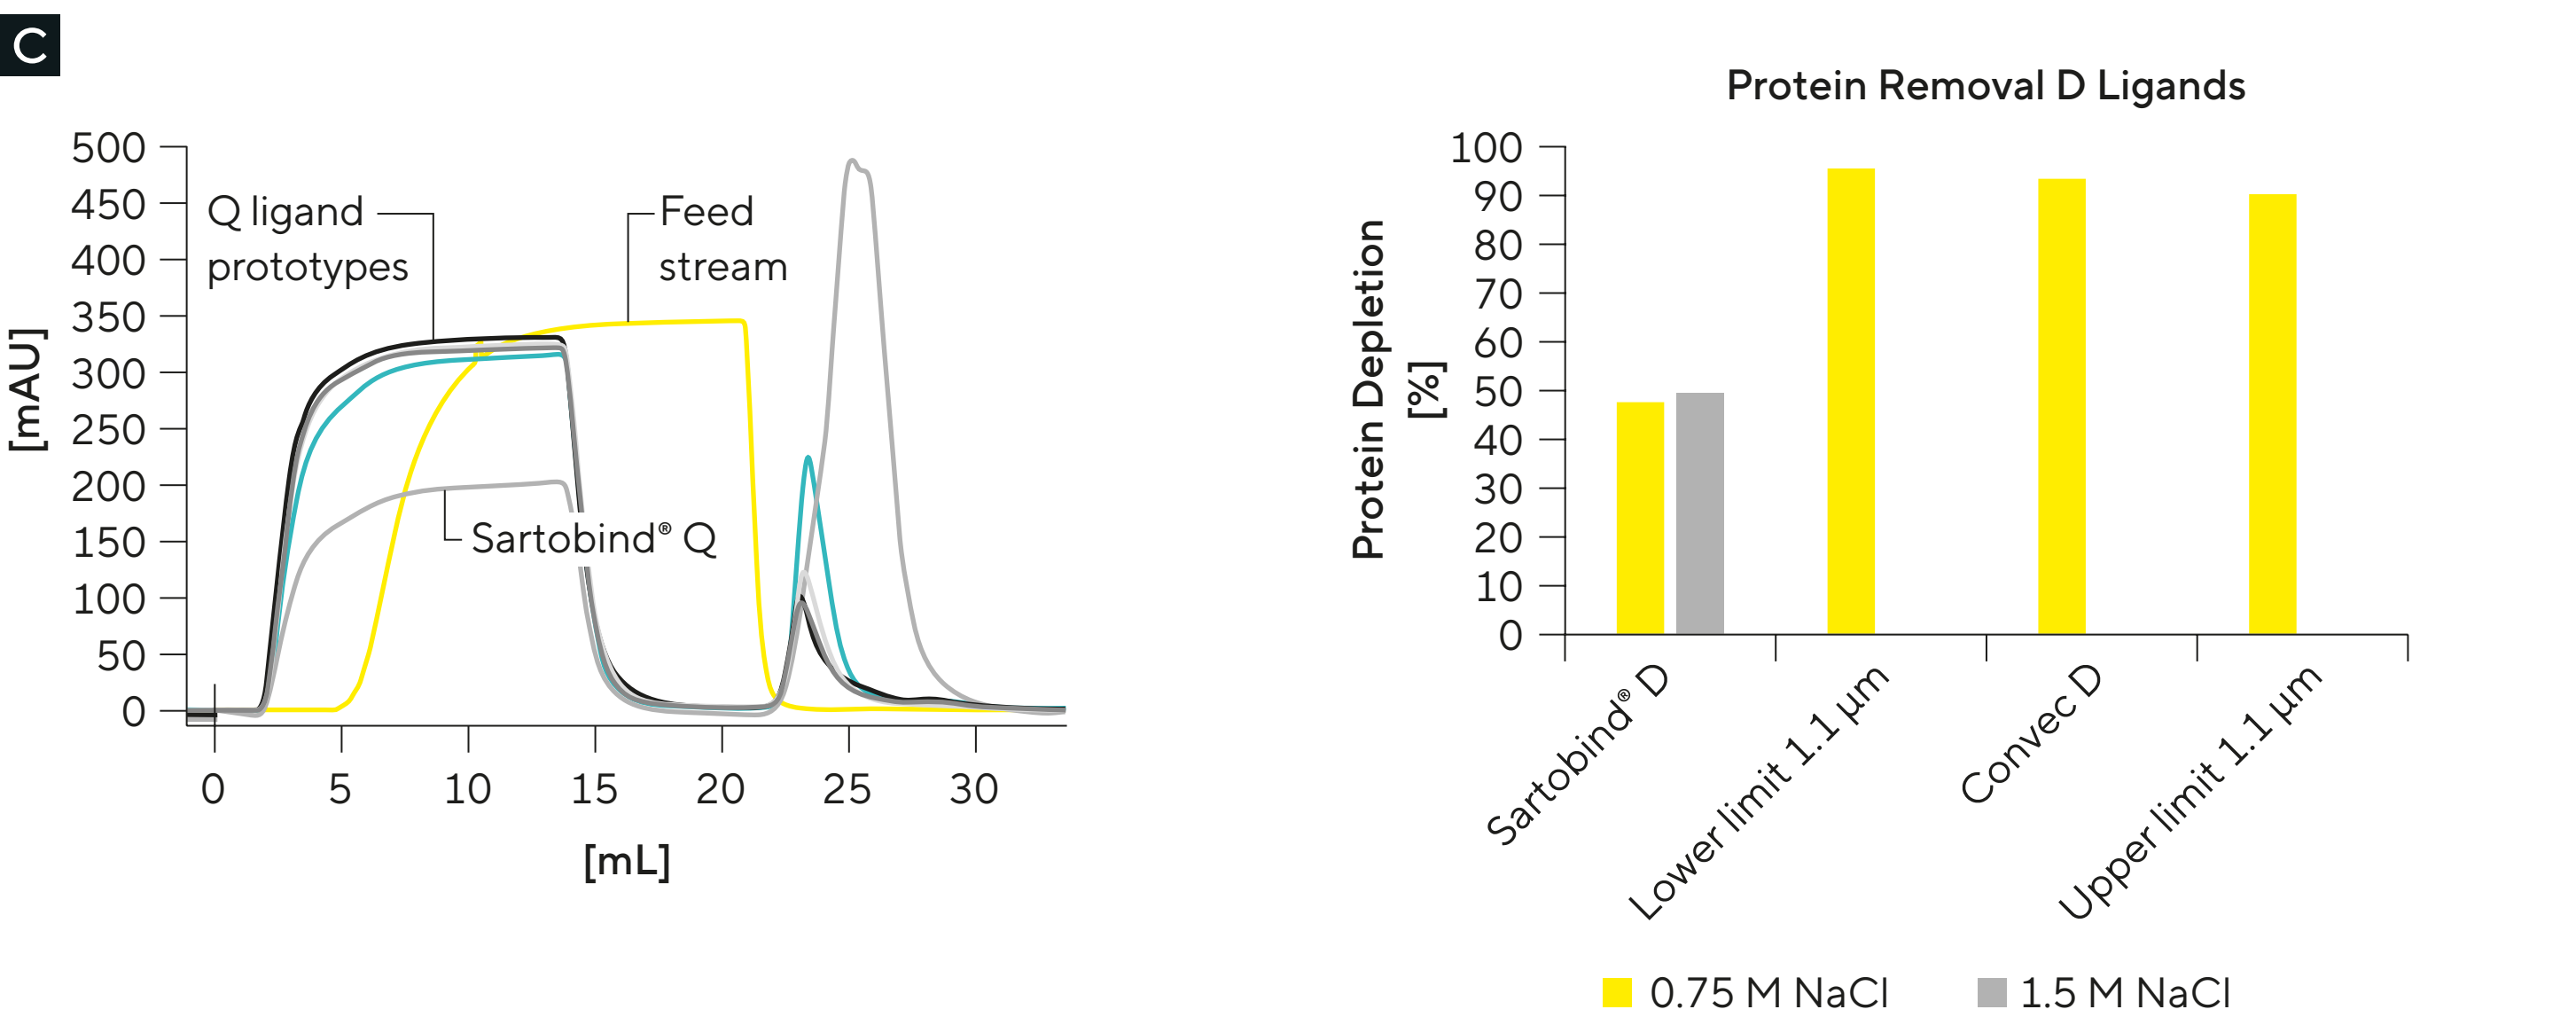 C
500
450
400
350
300
250
200
150
100
50
0
[mAU]
Q ligand
prototypes
Feed
stream
Sartobind® Q
0 5 10 15 20 25 30
[mL]
Protein Removal D Ligands
Protein Depletion
[%]
100
90
80
70
60
50
40
30
20
10
0
Sartobind® D
Lower limit 1.1 µm
Convec D
Upper limit 1.1 µm
0.75 M NaCl
1.5 M NaCl